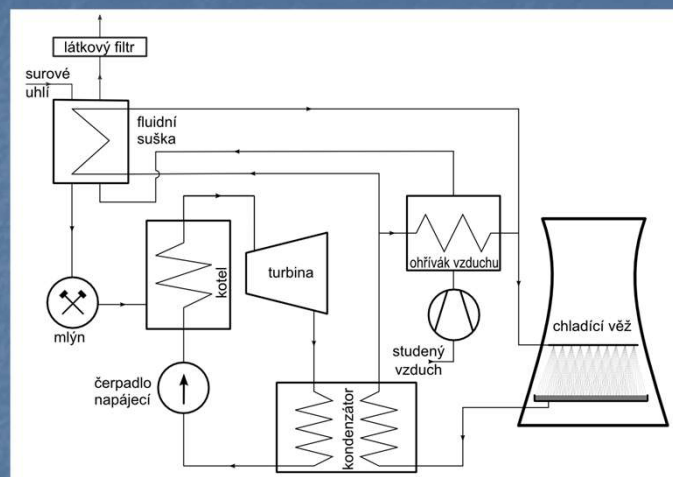 látkový filtr
surové
uhlí
fluidní
suška
kotel
turbina
ohřívák vzduchu
chladící věž
mlýn
studený
vzduch
čerpadlo
napájecí
kondenzátor